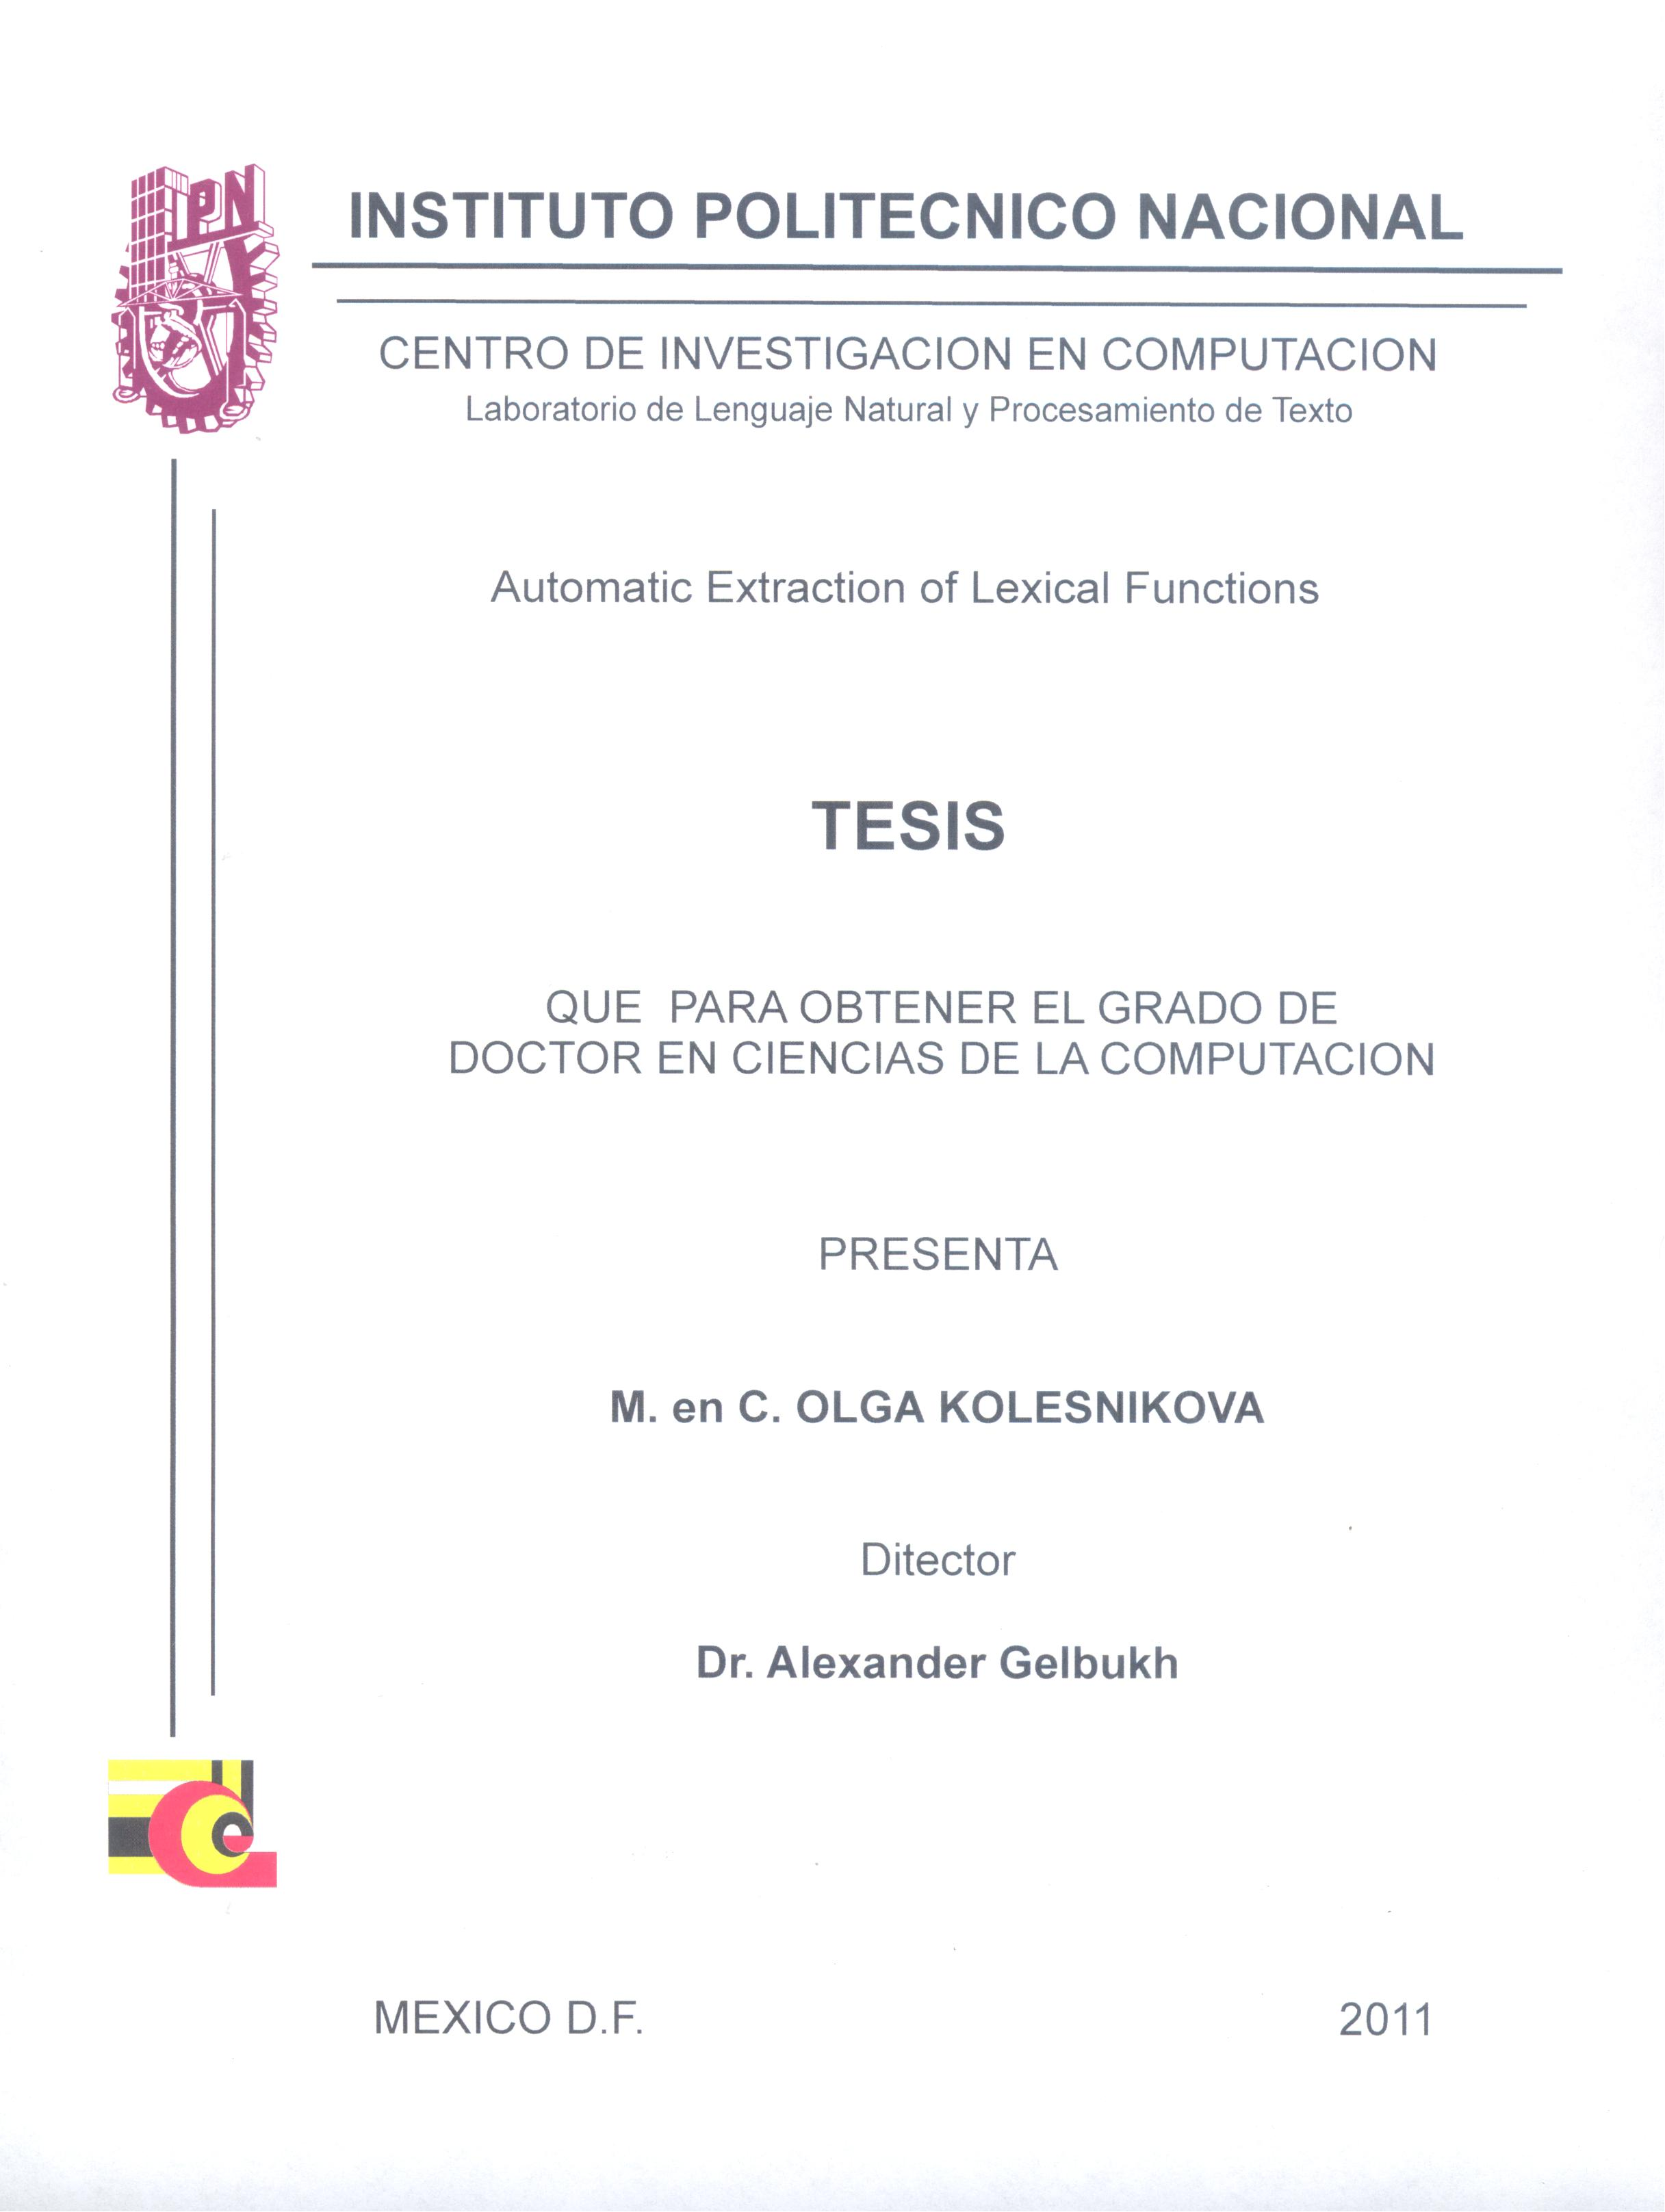 IPN
INSTITUTO POLITECNICO NACIONAL
CENTRO DE INVESTIGACION EN COMPUTACION
Laboratorio de Lenguaje Natural y Procesamiento de Texto
Automatic Extraction of Lexical Functions
TESIS
QUE PARA OBTENER EL GRADO DE
DOCTOR EN CIENCIAS DE LA COMPUTACION
PRESENTA
M. en C. OLGA KOLESNIKOVA
Ditector
Dr. Alexander Gelbukh
MEXICO D.F. 2011